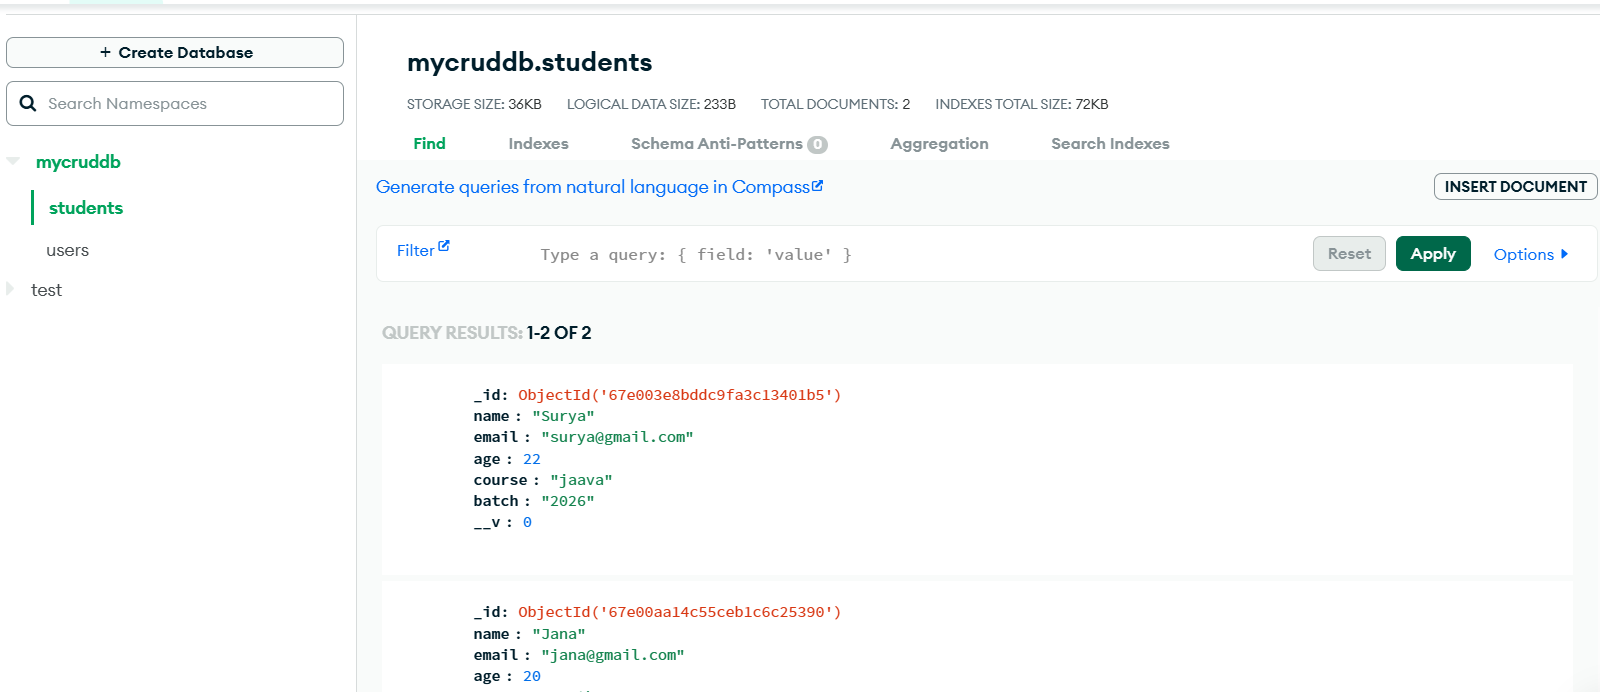 + Create Database
Search Namespaces
mycruddb
students
users
test
mycruddb.students
STORAGE SIZE: 36KB LOGICAL DATA SIZE: 233B TOTAL DOCUMENTS: 2 INDEXES TOTAL SIZE: 72KB
Find Indexes Schema Anti-Patterns 0 Aggregation Search Indexes
Generate queries from natural language in Compass
INSERT DOCUMENT
Filter Type a query: { field: 'value' } Reset Apply Options
QUERY RESULTS: 1-2 OF 2
_id: ObjectId('67e003e8bddc9fa3c13401b5')
name : "Surya"
email : "surya@gmail.com"
age : 22
course : "jaava"
batch : "2026"
__v : 0
_id: ObjectId('67e00aa14c55ceb1c6c25390')
name : "Jana"
email : "jana@gmail.com"
age : 20